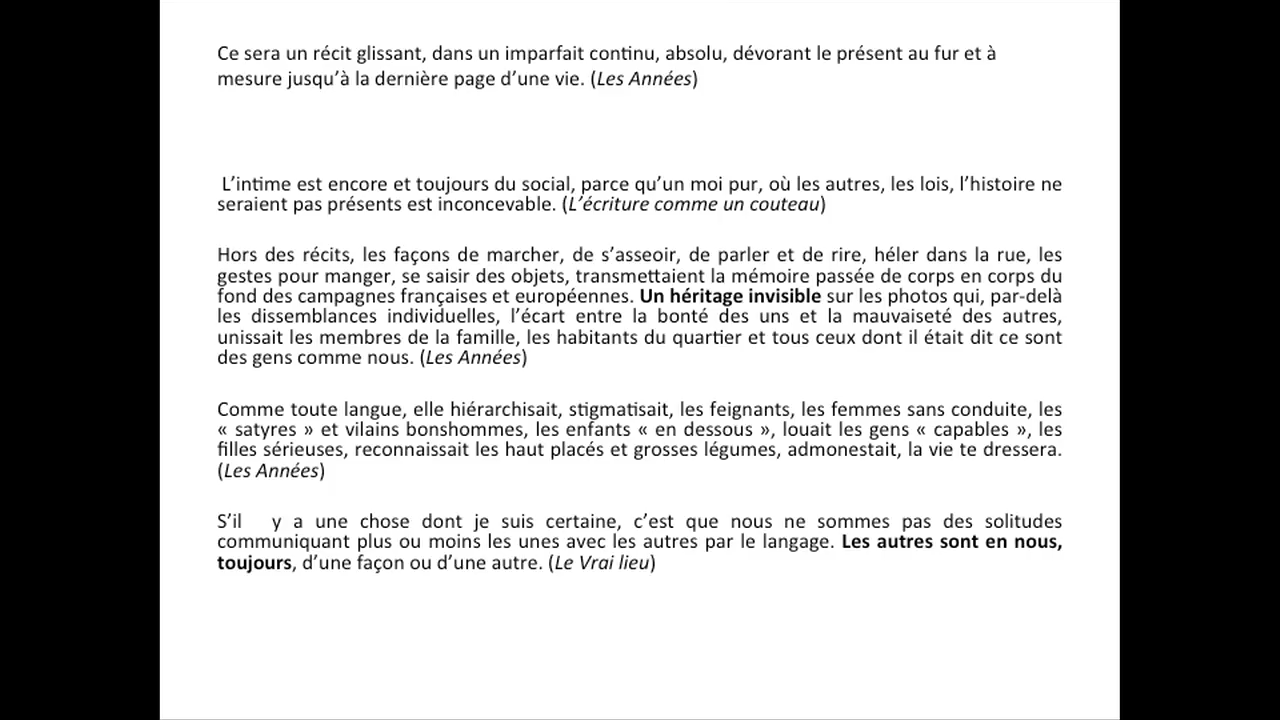 Ce sera un récit glissant, dans un imparfait continu, absolu, dévorant le présent au fur et à
mesure jusqu’à la dernière page d’une vie. (Les Années)
L’intime est encore et toujours du social, parce qu’un moi pur, où les autres, les lois, l’histoire ne
seraient pas présents est inconcevable. (L’écriture comme un couteau)
Hors des récits, les façons de marcher, de s’asseoir, de parler et de rire, héler dans la rue, les
gestes pour manger, se saisir des objets, transmettaient la mémoire passée de corps en corps du
fond des campagnes françaises et européennes. Un héritage invisible sur les photos qui, par-delà
les dissemblances individuelles, l’écart entre la bonté des uns et la mauvaiseté des autres,
unissait les membres de la famille, les habitants du quartier et tous ceux dont il était dit ce sont
des gens comme nous. (Les Années)
Comme toute langue, elle hiérarchisait, stigmatisait, les feignants, les femmes sans conduite, les
« satyres » et vilains bonshommes, les enfants « en dessous », louait les gens « capables », les
filles sérieuses, reconnaissait les haut placés et grosses légumes, admonestait, la vie te dressera.
(Les Années)
S’il y a une chose dont je suis certaine, c’est que nous ne sommes pas des solitudes
communiquant plus ou moins les unes avec les autres par le langage. Les autres sont en nous,
toujours, d’une façon ou d’une autre. (Le Vrai lieu)